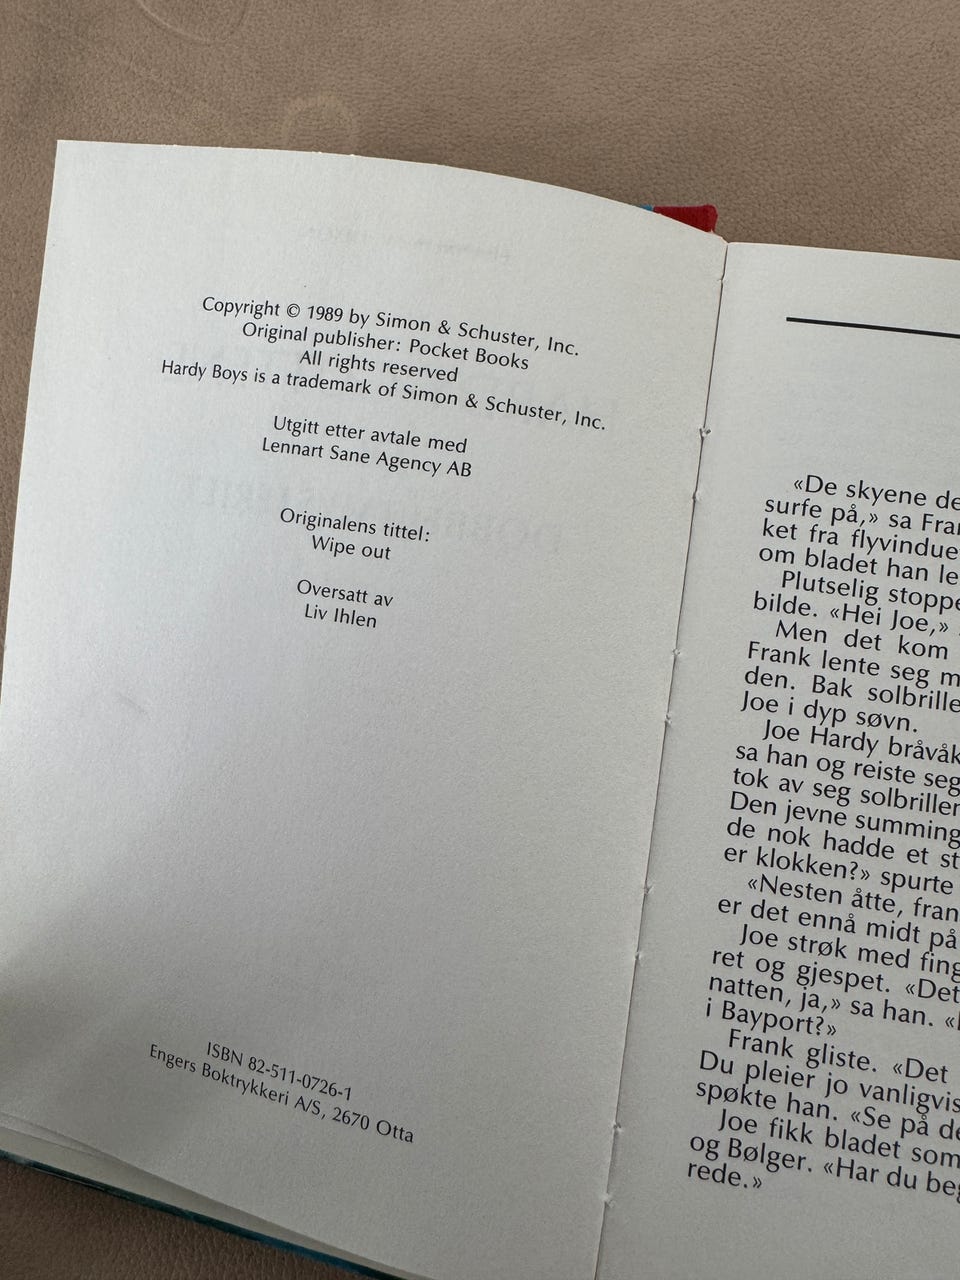 Copyright © 1989 by Simon & Schuster, Inc.
Original publisher: Pocket Books
All rights reserved
Hardy Boys is a trademark of Simon & Schuster, Inc.
Utgitt etter avtale med
Lennart Sane Agency AB
Originalens tittel:
Wipe out
Oversatt av
Liv Ihlen
ISBN 82-511-0726-1
Engers Boktrykkeri A/S, 2670 Otta
«De skyene de
surfe på,» sa Fran
ket fra flyvindue
om bladet han le
Plutselig stoppe
bilde. «Hei Joe,»
Men det kom
Frank lente seg m
den. Bak solbrille
Joe i dyp søvn.
Joe Hardy bråvåk
sa han og reiste seg
tok av seg solbriller
Den jevne summing
de nok hadde et st
er klokken?» spurte
«Nesten åtte, fran
er det ennå midt på
Joe strøk med fing
ret og gjespet. «Det
natten, ja,» sa han. «
i Bayport?»
Frank gliste. «Det
Du pleier jo vanligvis
spøkte han. «Se på de
Joe fikk bladet som
og Bølger. «Har du beg
rede.»